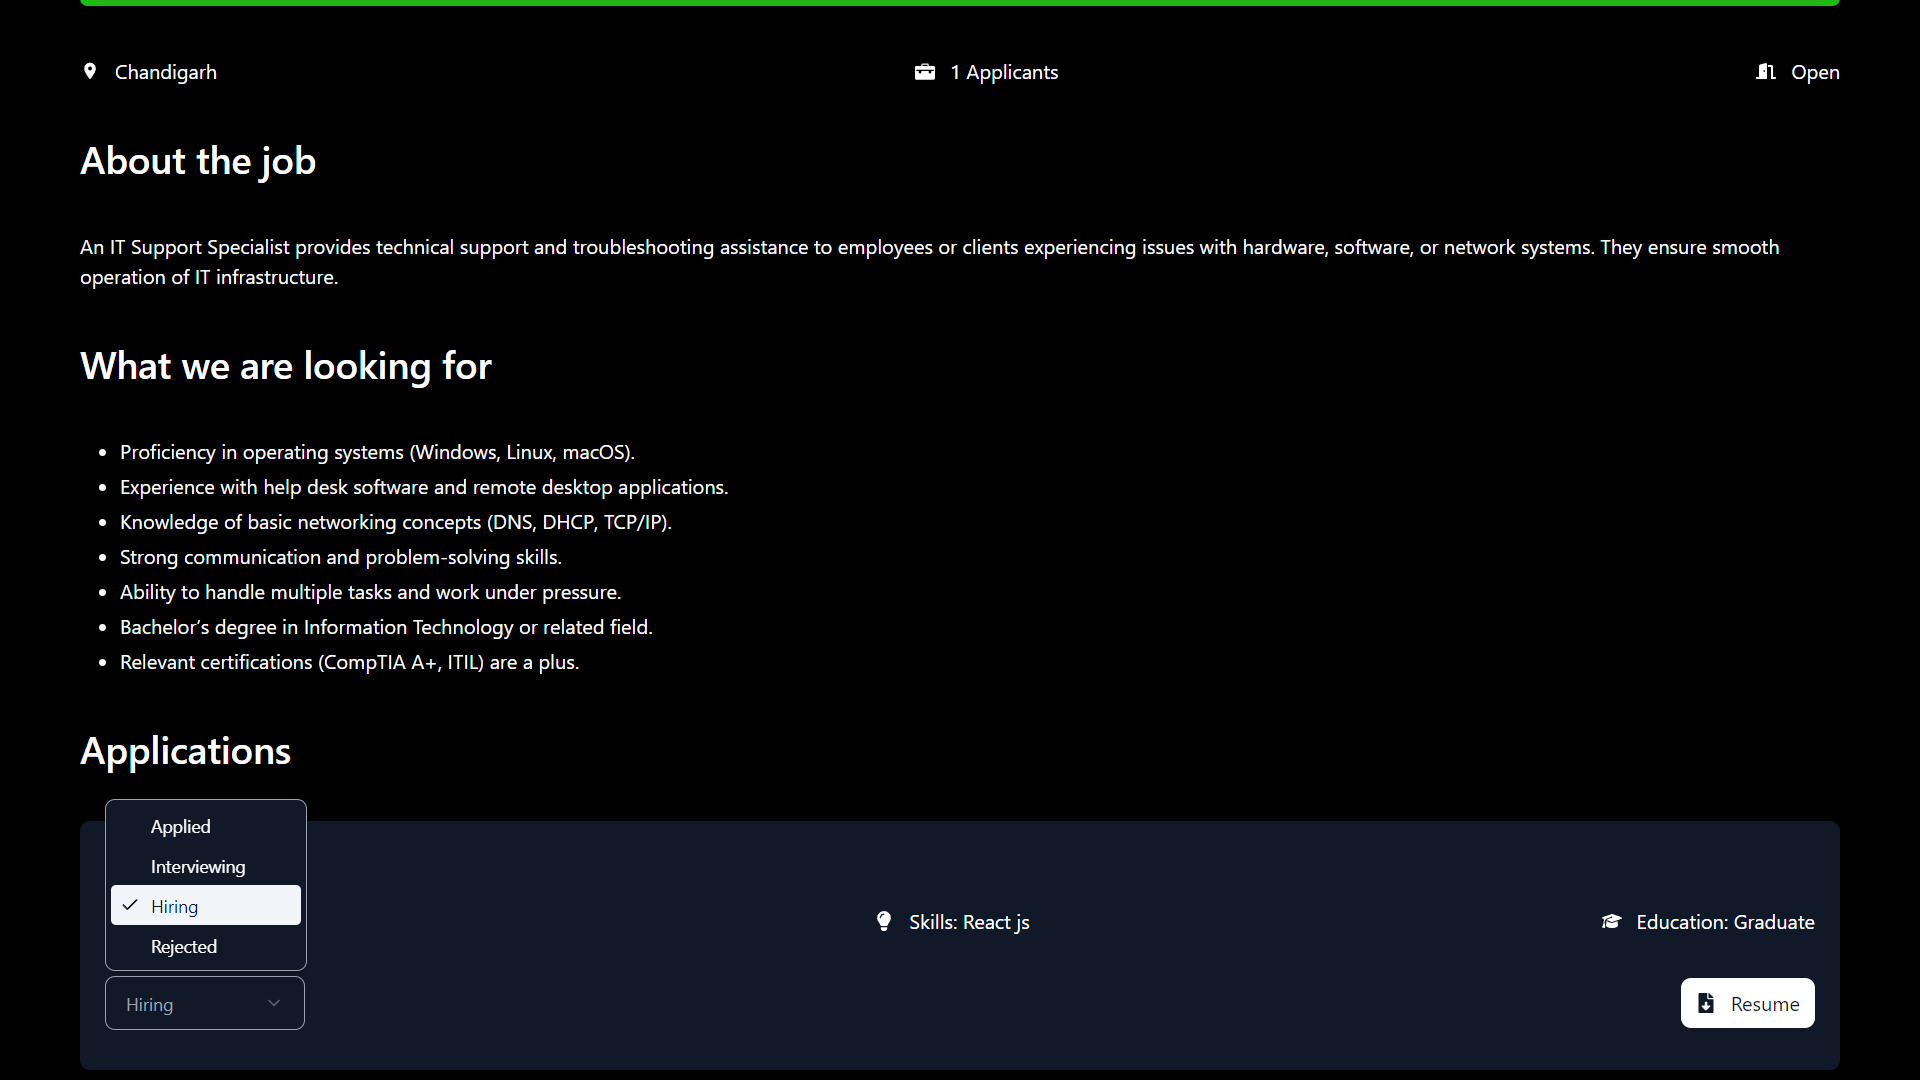 Chandigarh
1 Applicants
Open
About the job
An IT Support Specialist provides technical support and troubleshooting assistance to employees or clients experiencing issues with hardware, software, or network systems. They ensure smooth
operation of IT infrastructure.
What we are looking for
Proficiency in operating systems (Windows, Linux, macOS).
Experience with help desk software and remote desktop applications.
Knowledge of basic networking concepts (DNS, DHCP, TCP/IP).
Strong communication and problem-solving skills.
Ability to handle multiple tasks and work under pressure.
Bachelor’s degree in Information Technology or related field.
Relevant certifications (CompTIA A+, ITIL) are a plus.
Applications
Applied
Interviewing
Hiring
Rejected
Skills: React js
Education: Graduate
Hiring
Resume